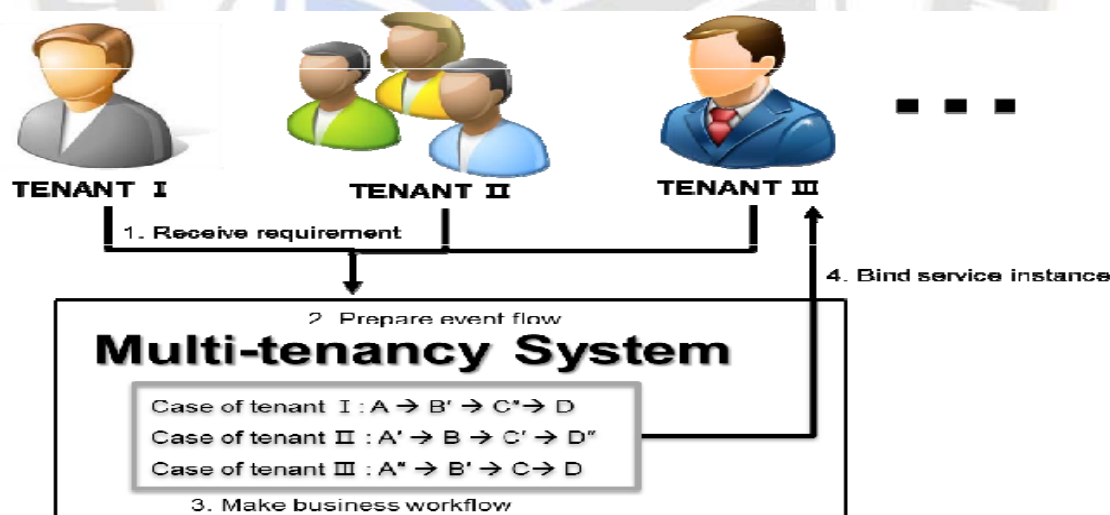 TENANT Ⅰ
TENANT Ⅱ
TENANT Ⅲ
1. Receive requirement
4. Bind service instance
2. Prepare event flow
Multi-tenancy System
Case of tenant Ⅰ : A → B' → C" → D
Case of tenant Ⅱ : A' → B → C' → D"
Case of tenant Ⅲ : A" → B' → C → D
3. Make business workflow